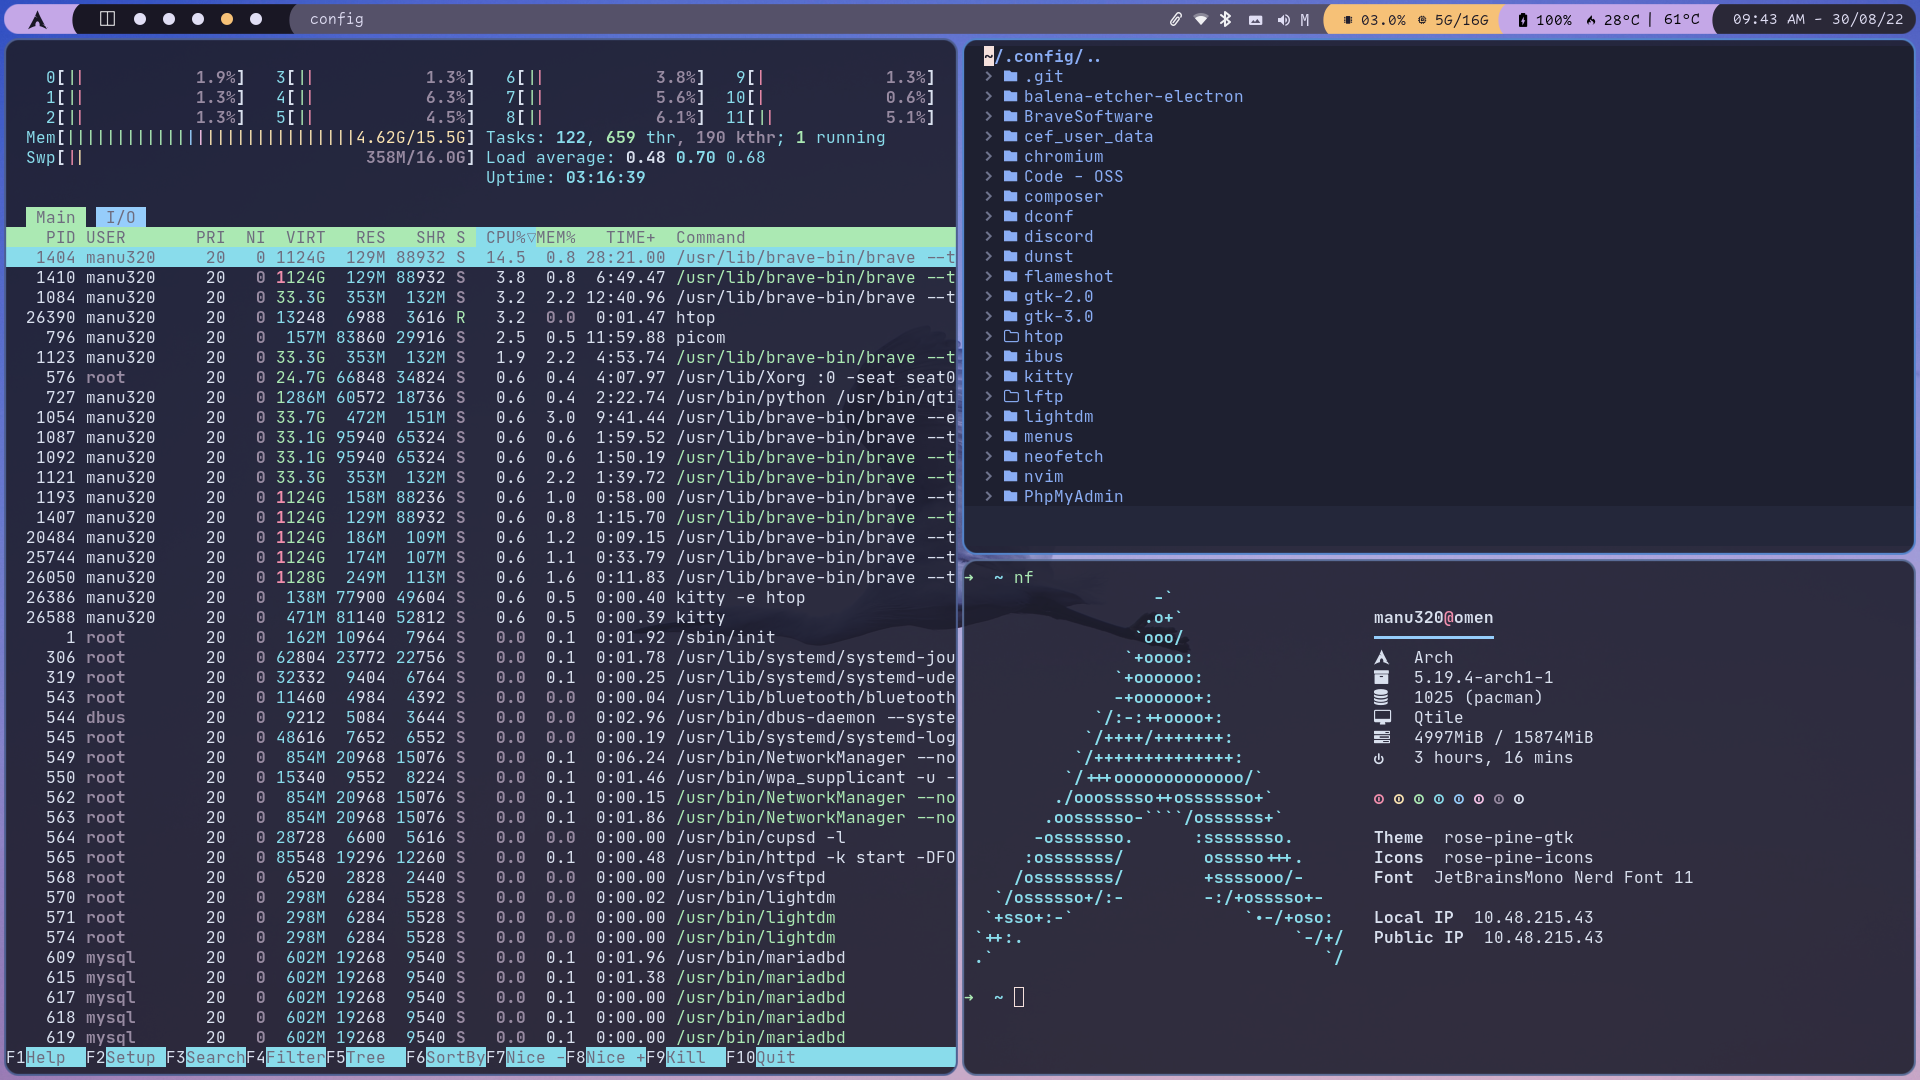 config
M
03.0%
5G/16G
100%
28°C | 61°C
09:43 AM - 30/08/22
0[|| 1.9%] 3[|| 1.3%] 6[|| 3.8%] 9[| 1.3%]
1[|| 1.3%] 4[|| 6.3%] 7[|| 5.6%] 10[| 0.6%]
2[|| 1.3%] 5[|| 4.5%] 8[|| 6.1%] 11[|| 5.1%]
Mem[|||||||||||||||||||||||||||||4.62G/15.5G] Tasks: 122, 659 thr, 190 kthr; 1 running
Swp[|| 358M/16.0G] Load average: 0.48 0.70 0.68
Uptime: 03:16:39
Main I/O
PID USER PRI NI VIRT RES SHR S CPU%▽MEM% TIME+ Command
1404 manu320 20 0 1124G 129M 88932 S 14.5 0.8 28:21.00 /usr/lib/brave-bin/brave --t
1410 manu320 20 0 1124G 129M 88932 S 3.8 0.8 6:49.47 /usr/lib/brave-bin/brave --t
1084 manu320 20 0 33.3G 353M 132M S 3.2 2.2 12:40.96 /usr/lib/brave-bin/brave --t
26390 manu320 20 0 13248 6988 3616 R 3.2 0.0 0:01.47 htop
796 manu320 20 0 157M 83860 29916 S 2.5 0.5 11:59.88 picom
1123 manu320 20 0 33.3G 353M 132M S 1.9 2.2 4:53.74 /usr/lib/brave-bin/brave --t
576 root 20 0 24.7G 66848 34824 S 0.6 0.4 4:07.97 /usr/lib/Xorg :0 -seat seat0
727 manu320 20 0 1286M 60572 18736 S 0.6 0.4 2:22.74 /usr/bin/python /usr/bin/qti
1054 manu320 20 0 33.7G 472M 151M S 0.6 3.0 9:41.44 /usr/lib/brave-bin/brave --e
1087 manu320 20 0 33.1G 95940 65324 S 0.6 0.6 1:59.52 /usr/lib/brave-bin/brave --t
1092 manu320 20 0 33.1G 95940 65324 S 0.6 0.6 1:50.19 /usr/lib/brave-bin/brave --t
1121 manu320 20 0 33.3G 353M 132M S 0.6 2.2 1:39.72 /usr/lib/brave-bin/brave --t
1193 manu320 20 0 1124G 158M 88236 S 0.6 1.0 0:58.00 /usr/lib/brave-bin/brave --t
1407 manu320 20 0 1124G 129M 88932 S 0.6 0.8 1:15.70 /usr/lib/brave-bin/brave --t
20484 manu320 20 0 1124G 186M 109M S 0.6 1.2 0:09.15 /usr/lib/brave-bin/brave --t
25744 manu320 20 0 1124G 174M 107M S 0.6 1.1 0:33.79 /usr/lib/brave-bin/brave --t
26050 manu320 20 0 1128G 249M 113M S 0.6 1.6 0:11.83 /usr/lib/brave-bin/brave --t
26386 manu320 20 0 138M 77900 49604 S 0.6 0.5 0:00.40 kitty -e htop
26588 manu320 20 0 471M 81140 52812 S 0.6 0.5 0:00.39 kitty
1 root 20 0 162M 10964 7964 S 0.0 0.1 0:01.92 /sbin/init
306 root 20 0 62804 23772 22756 S 0.0 0.1 0:01.78 /usr/lib/systemd/systemd-jou
319 root 20 0 32332 9404 6764 S 0.0 0.1 0:00.25 /usr/lib/systemd/systemd-ude
543 root 20 0 11460 4984 4392 S 0.0 0.0 0:00.04 /usr/lib/bluetooth/bluetooth
544 dbus 20 0 9212 5084 3644 S 0.0 0.0 0:02.96 /usr/bin/dbus-daemon --syste
545 root 20 0 48616 7652 6552 S 0.0 0.0 0:00.19 /usr/lib/systemd/systemd-log
549 root 20 0 854M 20968 15076 S 0.0 0.1 0:06.24 /usr/bin/NetworkManager --no
550 root 20 0 15340 9552 8224 S 0.0 0.1 0:01.46 /usr/bin/wpa_supplicant -u -
562 root 20 0 854M 20968 15076 S 0.0 0.1 0:00.15 /usr/bin/NetworkManager --no
563 root 20 0 854M 20968 15076 S 0.0 0.1 0:01.86 /usr/bin/NetworkManager --no
564 root 20 0 28728 6600 5616 S 0.0 0.0 0:00.00 /usr/bin/cupsd -l
565 root 20 0 85548 19296 12260 S 0.0 0.1 0:00.48 /usr/bin/httpd -k start -DFO
568 root 20 0 6520 2828 2440 S 0.0 0.0 0:00.00 /usr/bin/vsftpd
570 root 20 0 298M 6284 5528 S 0.0 0.0 0:00.02 /usr/bin/lightdm
571 root 20 0 298M 6284 5528 S 0.0 0.0 0:00.00 /usr/bin/lightdm
574 root 20 0 298M 6284 5528 S 0.0 0.0 0:00.00 /usr/bin/lightdm
609 mysql 20 0 602M 19268 9540 S 0.0 0.1 0:01.96 /usr/bin/mariadbd
615 mysql 20 0 602M 19268 9540 S 0.0 0.1 0:01.38 /usr/bin/mariadbd
617 mysql 20 0 602M 19268 9540 S 0.0 0.1 0:00.00 /usr/bin/mariadbd
618 mysql 20 0 602M 19268 9540 S 0.0 0.1 0:00.00 /usr/bin/mariadbd
619 mysql 20 0 602M 19268 9540 S 0.0 0.1 0:00.00 /usr/bin/mariadbd
F1Help F2Setup F3SearchF4FilterF5Tree F6SortByF7Nice -F8Nice +F9Kill F10Quit
~/.config/..
> .git
> balena-etcher-electron
> BraveSoftware
> cef_user_data
> chromium
> Code - OSS
> composer
> dconf
> discord
> dunst
> flameshot
> gtk-2.0
> gtk-3.0
> htop
> ibus
> kitty
> lftp
> lightdm
> menus
> neofetch
> nvim
> PhpMyAdmin
➜ ~ nf
-`
.o+`
`ooo/
`+oooo:
`+oooooo:
-+oooooo+:
`/:-:++oooo+:
`/++++/+++++++:
`/++++++++++++++:
`/+++ooooooooooooo/`
./ooosssso++osssssso+`
.oossssso-````/ossssss+`
-osssssso. :ssssssso.
:osssssss/ osssso+++.
/ossssssss/ +ssssooo/-
`/ossssso+/:- -:/+osssso+-
`+sso+:-` `.-/+oso:
`++:. `-/+/
.` `/
manu320@omen
Arch
5.19.4-arch1-1
1025 (pacman)
Qtile
4997MiB / 15874MiB
3 hours, 16 mins
Theme rose-pine-gtk
Icons rose-pine-icons
Font JetBrainsMono Nerd Font 11
Local IP 10.48.215.43
Public IP 10.48.215.43
➜ ~